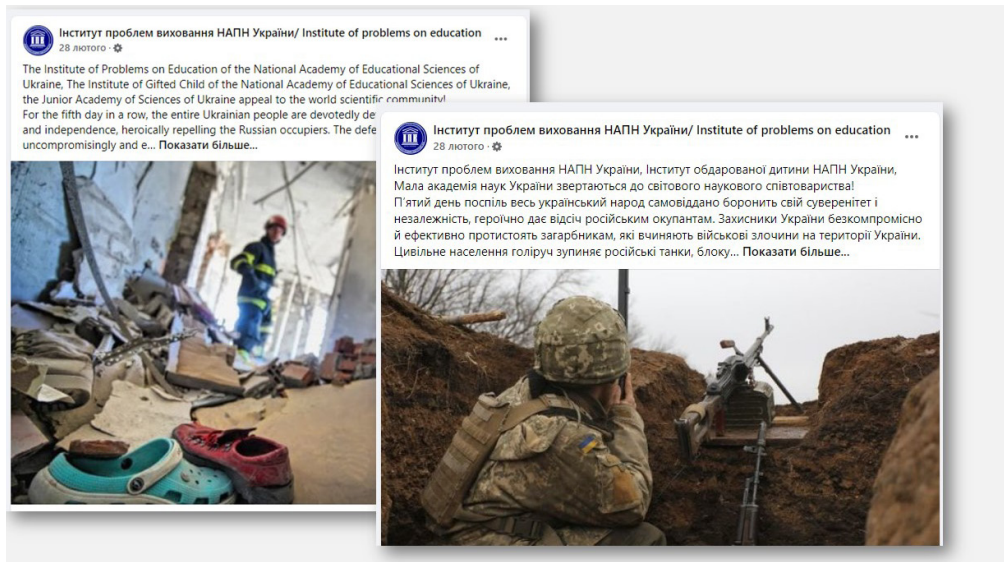 Інститут проблем виховання НАПН України/ Institute of problems on education
28 лютого
The Institute of Problems on Education of the National Academy of Educational Sciences of
Ukraine, The Institute of Gifted Child of the National Academy of Educational Sciences of Ukraine,
the Junior Academy of Sciences of Ukraine appeal to the world scientific community!
For the fifth day in a row, the entire Ukrainian people are devotedly de
and independence, heroically repelling the Russian occupiers. The defe
uncompromisingly and e... Показати більше...
Інститут проблем виховання НАПН України/ Institute of problems on education
28 лютого
Інститут проблем виховання НАПН України, Інститут обдарованої дитини НАПН України,
Мала академія наук України звертаються до світового наукового співтовариства!
П’ятий день поспіль весь український народ самовіддано боронить свій суверенітет і
незалежність, героїчно дає відсіч російським окупантам. Захисники України безкомпромісно
й ефективно протистоять загарбникам, які вчиняють військові злочини на території України.
Цивільне населення голіруч зупиняє російські танки, блоку... Показати більше...